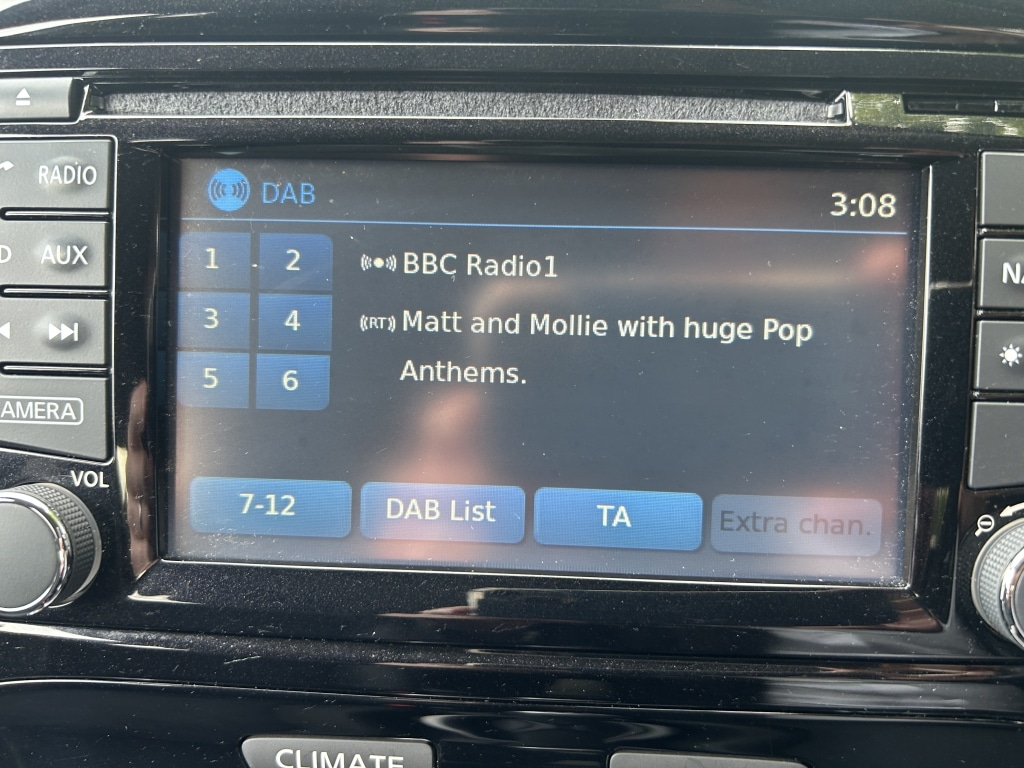 DAB
3:08
RADIO
AUX
VOL
1 2
3 4
5 6
BBC Radio1
(RT) Matt and Mollie with huge Pop
Anthems.
7-12 DAB List TA Extra chan.
CLIMATE